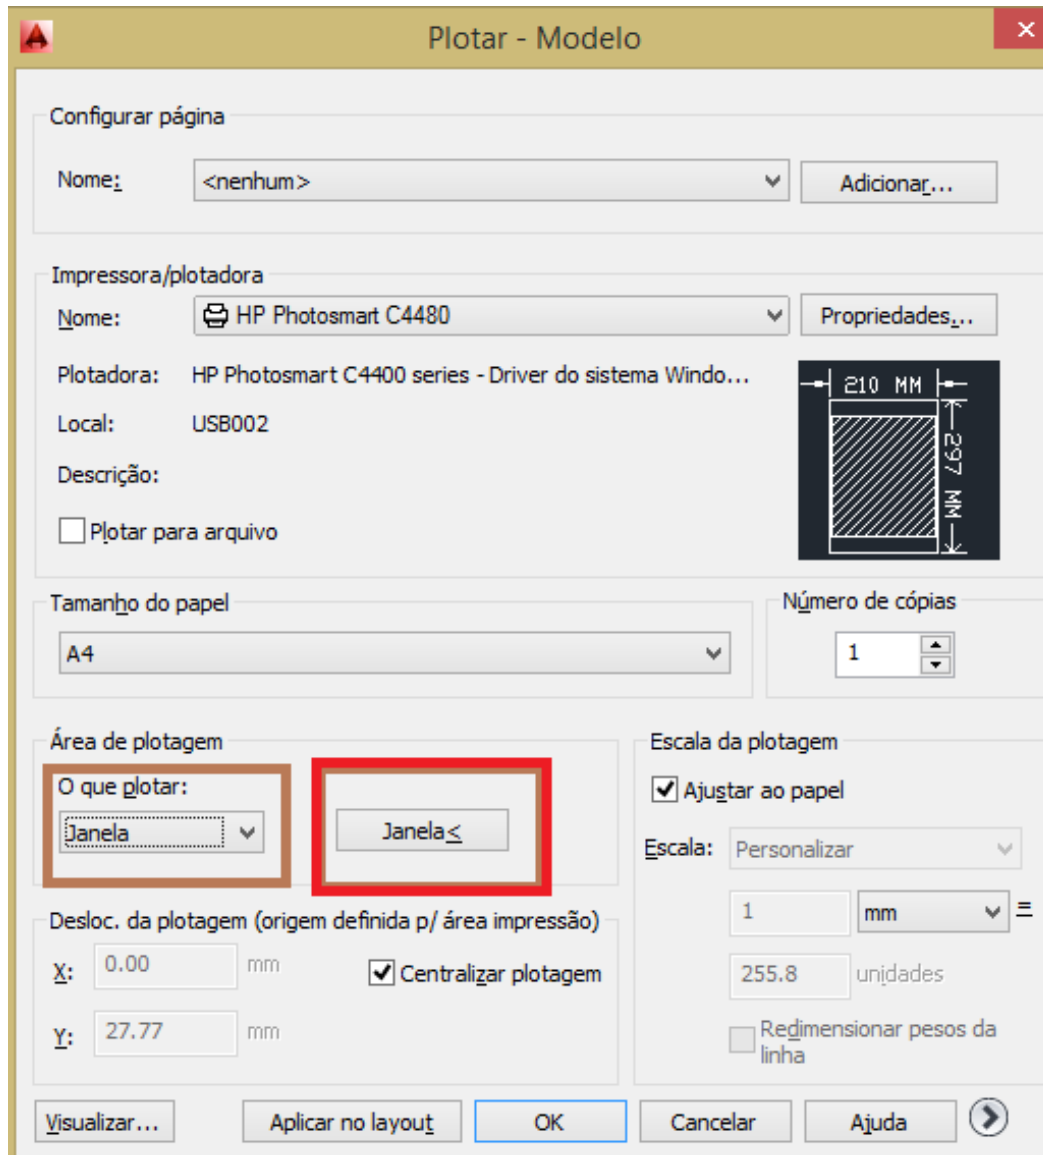 Plotar - Modelo
Configurar página
Nome: <nenhum> Adicionar...
Impressora/plotadora
Nome: HP Photosmart C4480 Propriedades...
Plotadora: HP Photosmart C4400 series - Driver do sistema Windo...
210 MM
297 MM
Local: USB002
Descrição:
Plotar para arquivo
Tamanho do papel
A4
Número de cópias
1
Área de plotagem
O que plotar:
Janela
Janela<
Escala da plotagem
Ajustar ao papel
Escala: Personalizar
1 mm =
255.8 unidades
Redimensionar pesos da
linha
Desloc. da plotagem (origem definida p/ área impressão)
X: 0.00 mm Centralizar plotagem
Y: 27.77 mm
Visualizar... Aplicar no layout OK Cancelar Ajuda